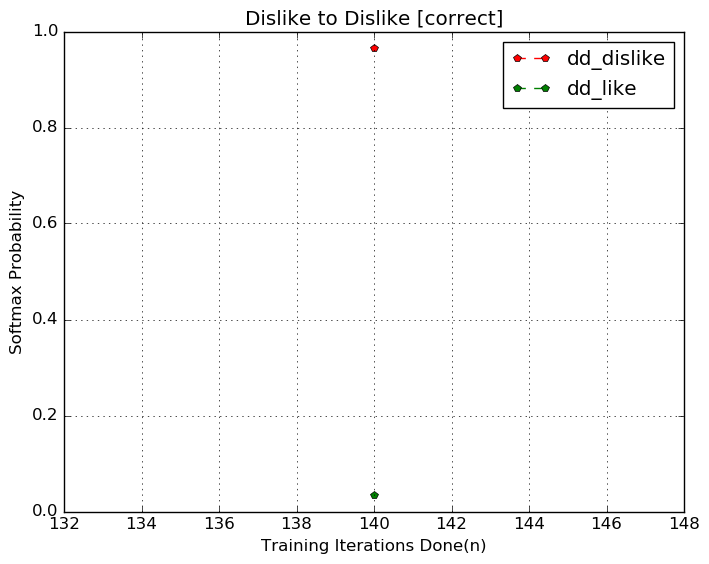 Dislike to Dislike [correct]
1.0
0.8
0.6
0.4
0.2
0.0
Softmax Probability
dd_dislike
dd_like
132 134 136 138 140 142 144 146 148
Training Iterations Done(n)